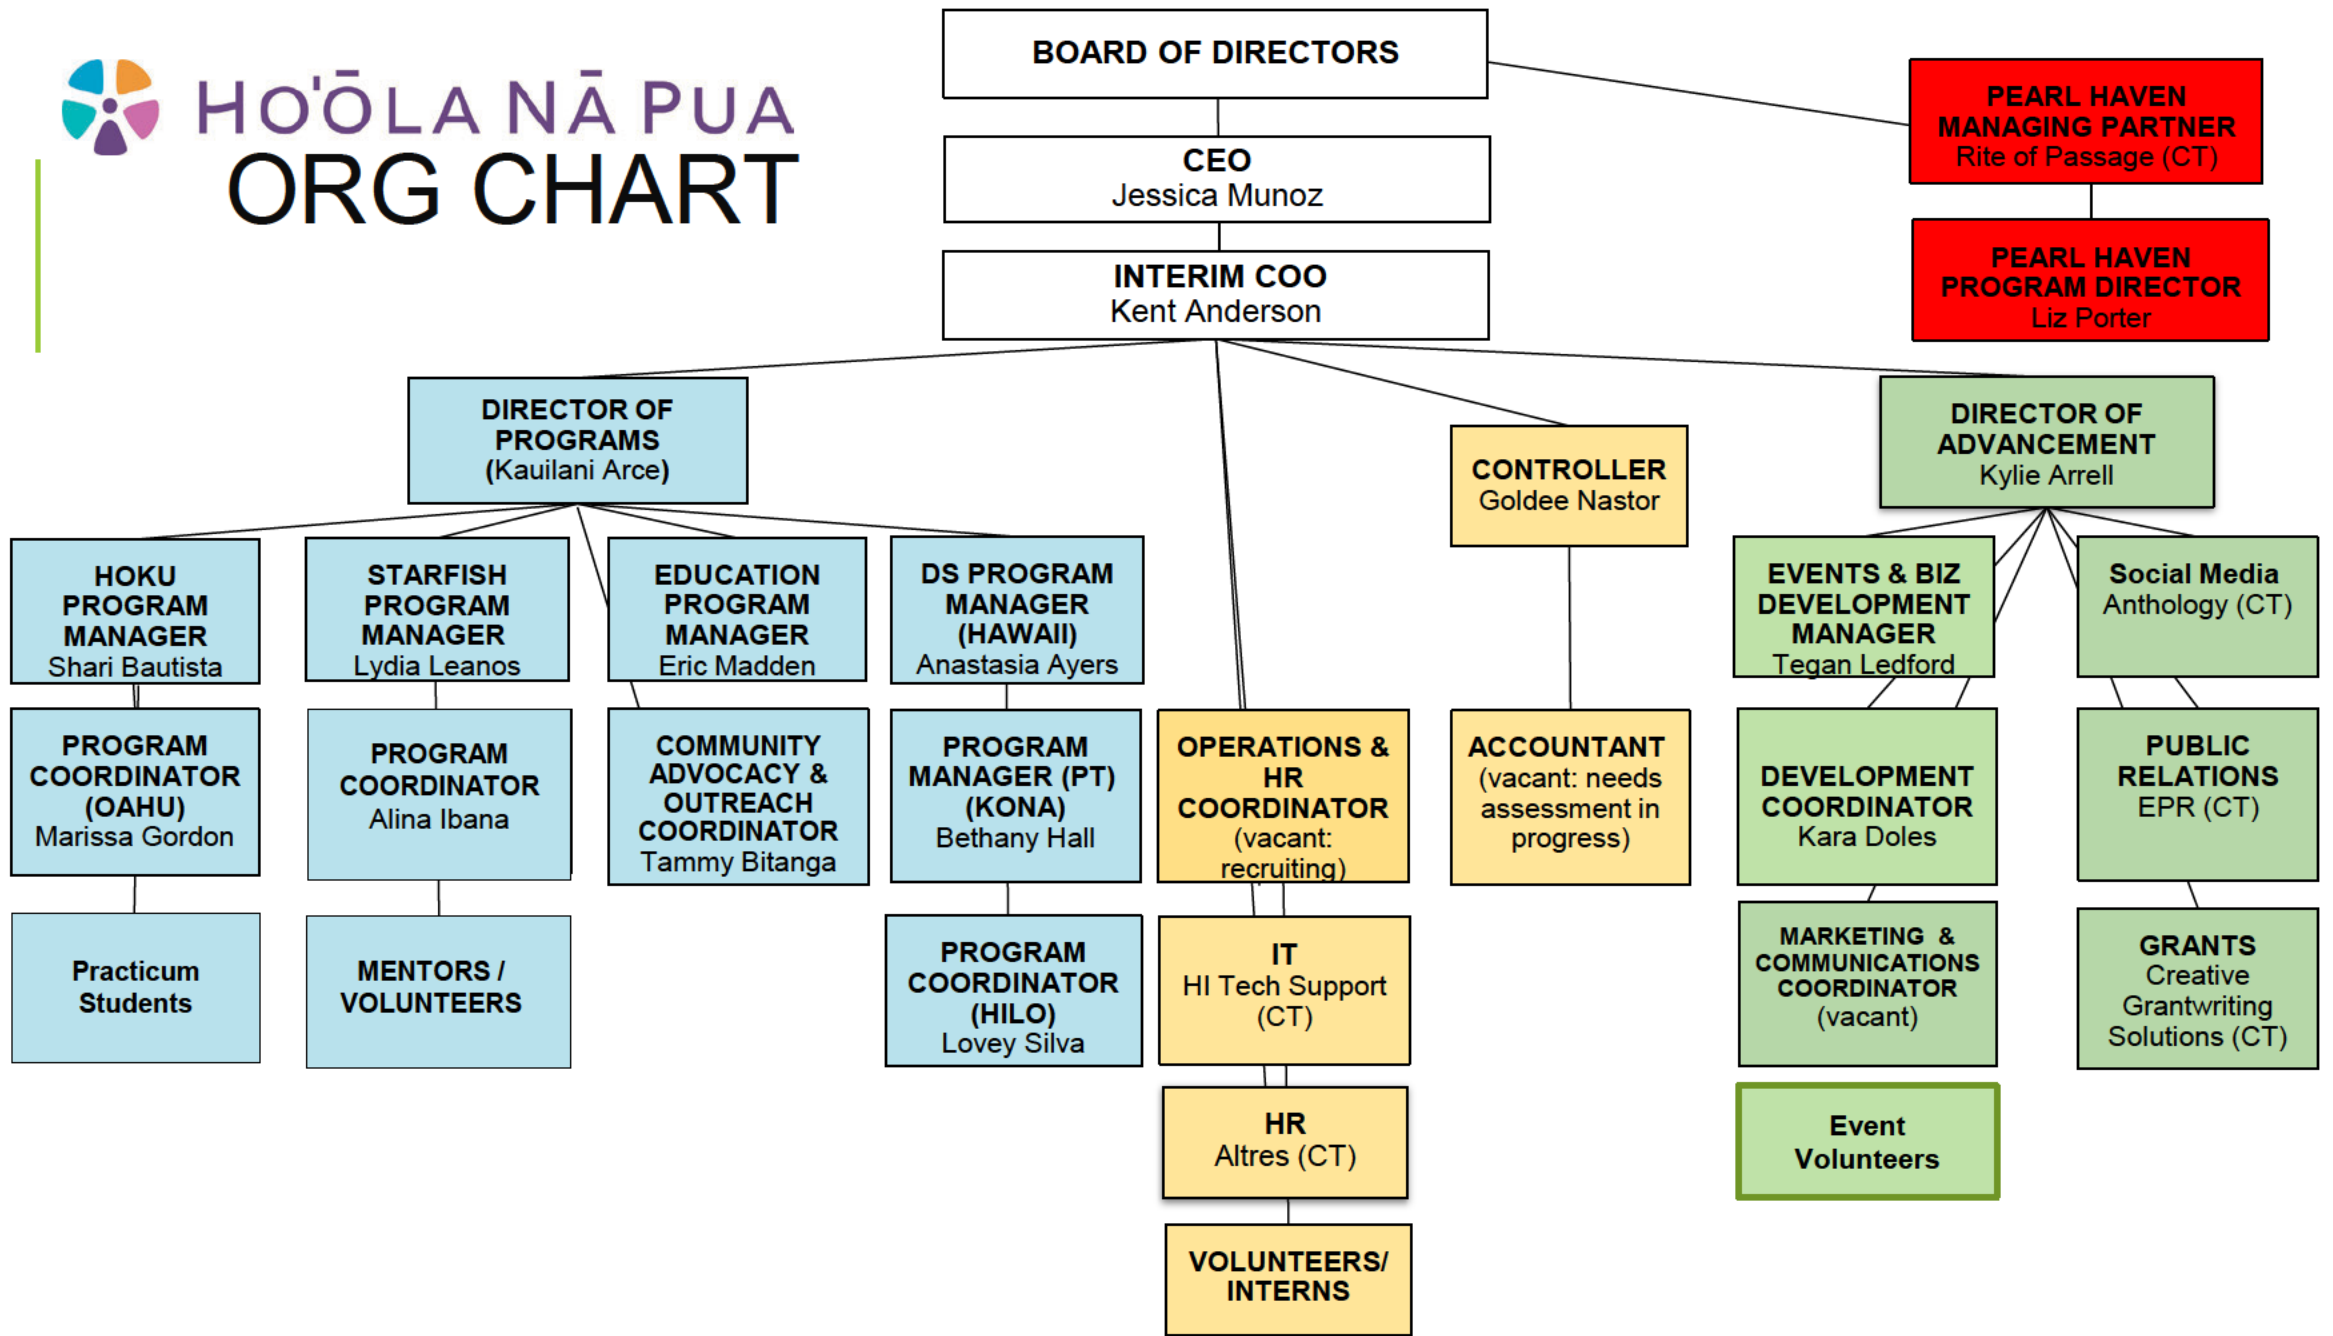 HO'ŌLA NĀ PUA
ORG CHART
BOARD OF DIRECTORS
CEO
Jessica Munoz
INTERIM COO
Kent Anderson
PEARL HAVEN
MANAGING PARTNER
Rite of Passage (CT)
PEARL HAVEN
PROGRAM DIRECTOR
Liz Porter
DIRECTOR OF
PROGRAMS
(Kauilani Arce)
CONTROLLER
Goldee Nastor
DIRECTOR OF
ADVANCEMENT
Kylie Arrell
HOKU
PROGRAM
MANAGER
Shari Bautista
STARFISH
PROGRAM
MANAGER
Lydia Leanos
EDUCATION
PROGRAM
MANAGER
Eric Madden
DS PROGRAM
MANAGER
(HAWAII)
Anastasia Ayers
EVENTS & BIZ
DEVELOPMENT
MANAGER
Tegan Ledford
Social Media
Anthology (CT)
PROGRAM
COORDINATOR
(OAHU)
Marissa Gordon
PROGRAM
COORDINATOR
Alina Ibana
COMMUNITY
ADVOCACY &
OUTREACH
COORDINATOR
Tammy Bitanga
PROGRAM
MANAGER (PT)
(KONA)
Bethany Hall
OPERATIONS &
HR
COORDINATOR
(vacant:
recruiting)
ACCOUNTANT
(vacant: needs
assessment in
progress)
DEVELOPMENT
COORDINATOR
Kara Doles
PUBLIC
RELATIONS
EPR (CT)
Practicum
Students
MENTORS /
VOLUNTEERS
PROGRAM
COORDINATOR
(HILO)
Lovey Silva
IT
HI Tech Support
(CT)
MARKETING &
COMMUNICATIONS
COORDINATOR
(vacant)
GRANTS
Creative
Grantwriting
Solutions (CT)
HR
Altres (CT)
Event
Volunteers
VOLUNTEERS/
INTERNS